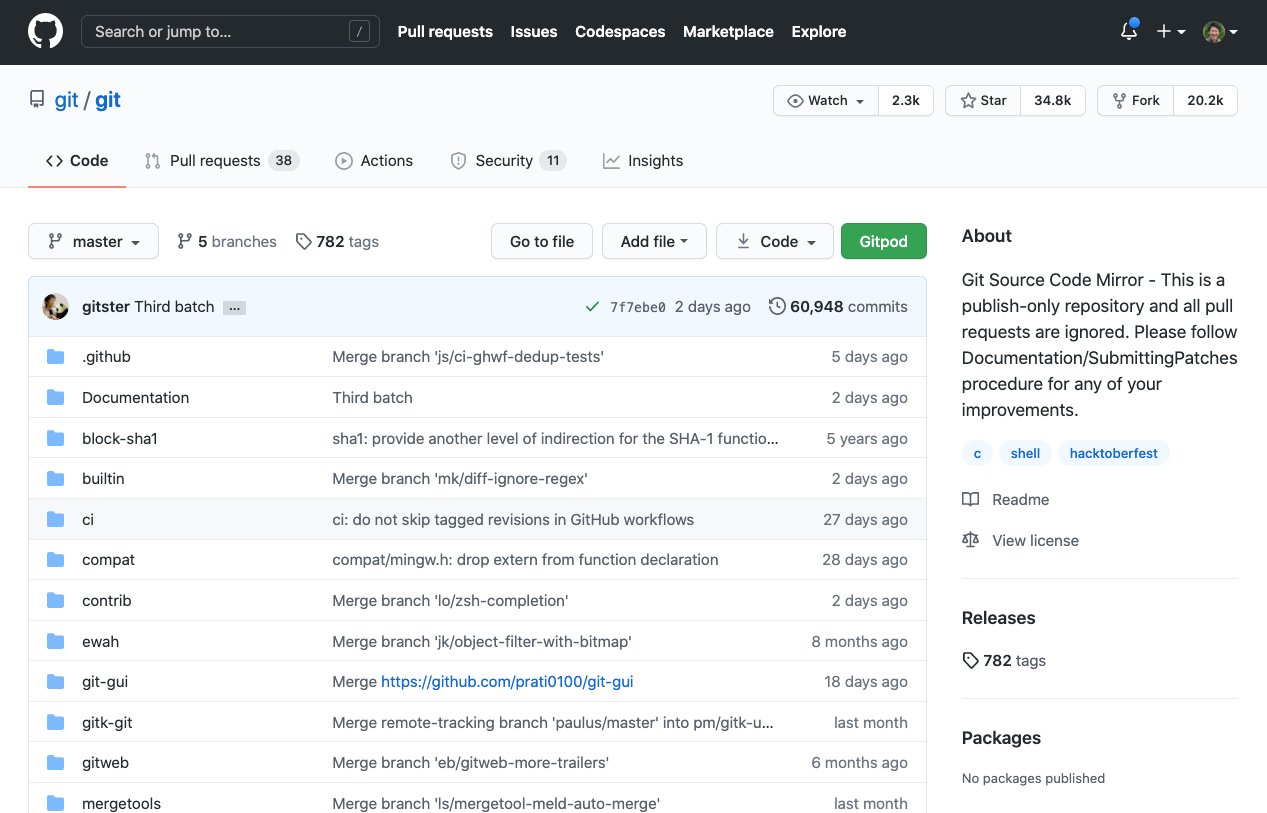 Search or jump to... /
Pull requests Issues Codespaces Marketplace Explore
git / git
Watch 2.3k Star 34.8k Fork 20.2k
Code Pull requests 38 Actions Security 11 Insights
master 5 branches 782 tags Go to file Add file Code Gitpod
gitster Third batch ... 7f7ebe0 2 days ago 60,948 commits
.github Merge branch 'js/ci-ghwf-dedup-tests' 5 days ago
Documentation Third batch 2 days ago
block-sha1 sha1: provide another level of indirection for the SHA-1 functio... 5 years ago
builtin Merge branch 'mk/diff-ignore-regex' 2 days ago
ci ci: do not skip tagged revisions in GitHub workflows 27 days ago
compat compat/mingw.h: drop extern from function declaration 28 days ago
contrib Merge branch 'lo/zsh-completion' 2 days ago
ewah Merge branch 'jk/object-filter-with-bitmap' 8 months ago
git-gui Merge https://github.com/prati0100/git-gui 18 days ago
gitk-git Merge remote-tracking branch 'paulus/master' into pm/gitk-u... last month
gitweb Merge branch 'eb/gitweb-more-trailers' 6 months ago
mergetools Merge branch 'ls/mergetool-meld-auto-merge' last month
About
Git Source Code Mirror - This is a
publish-only repository and all pull
requests are ignored. Please follow
Documentation/SubmittingPatches
procedure for any of your
improvements.
c shell hacktoberfest
Readme
View license
Releases
782 tags
Packages
No packages published